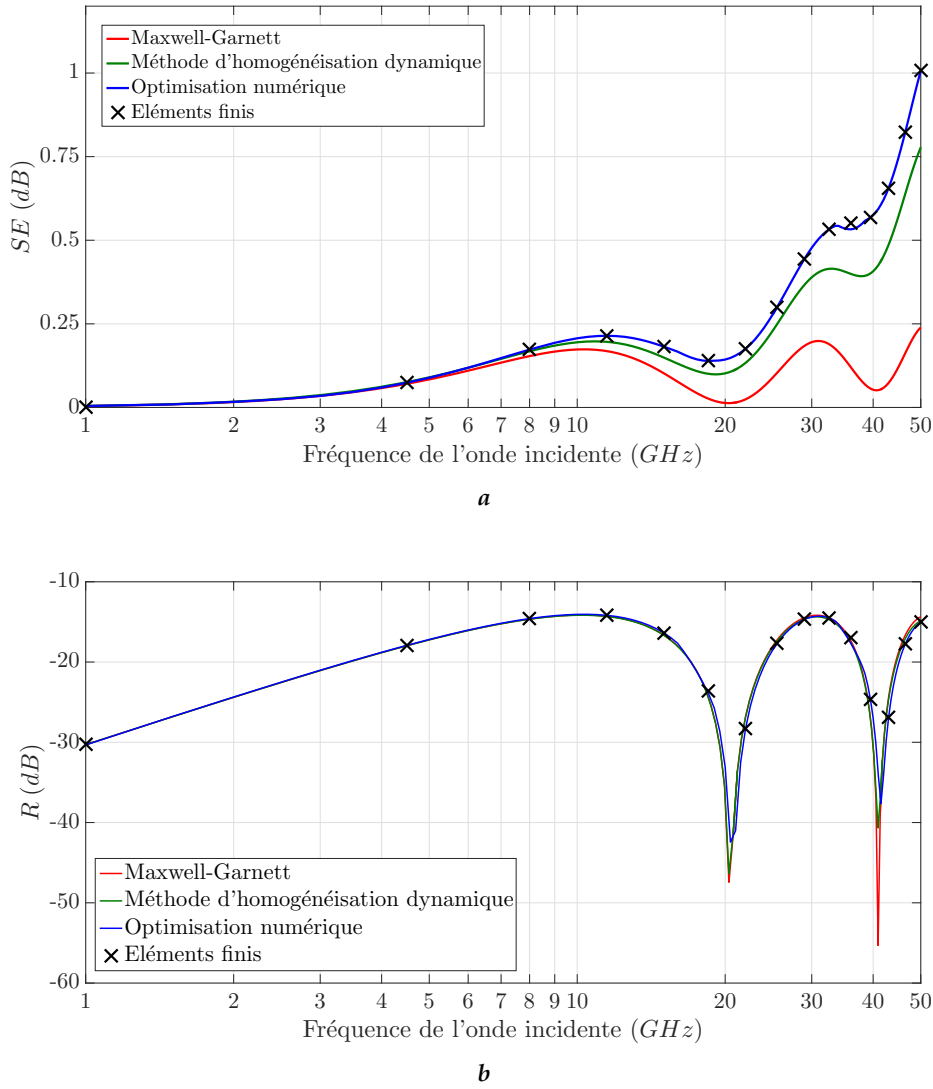 Maxwell-Garnett
Méthode d'homogénéisation dynamique
Optimisation numérique
Eléments finis
1
0.75
0.5
0.25
0
SE (dB)
1 2 3 4 5 6 7 8 9 10 20 30 40 50
Fréquence de l'onde incidente (GHz)
a
-10
-20
-30
-40
-50
-60
R (dB)
Maxwell-Garnett
Méthode d'homogénéisation dynamique
Optimisation numérique
Eléments finis
1 2 3 4 5 6 7 8 9 10 20 30 40 50
Fréquence de l'onde incidente (GHz)
b